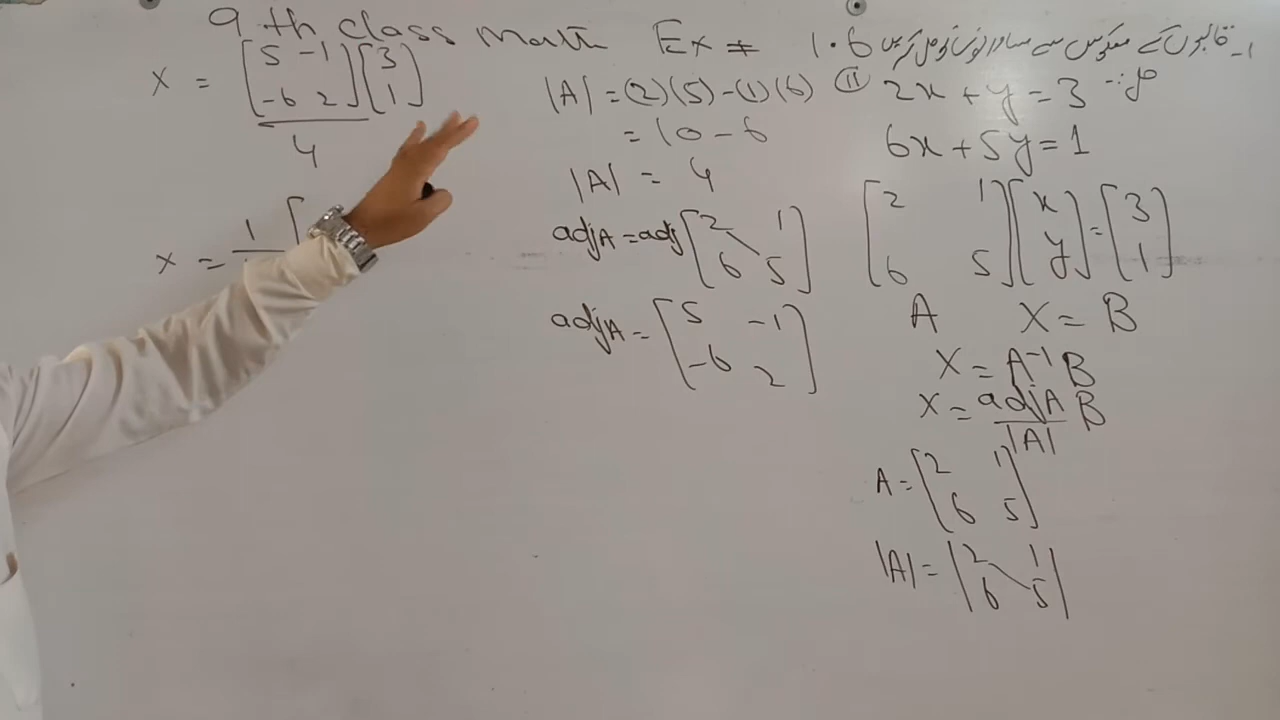 9th class Math Ex = 1.6
1- قالبوں کے معکوس سے مساواتوں کو حل کریں
(ii) 2x + y = 3 حل:
6x + 5y = 1
[2 1
6 5] [x
y] = [3
1]
A X = B
X = A⁻¹ B
X = adjA/|A| B
A = [2 1
6 5]
|A| = |2 1
6 5|
|A| = (2)(5) - (1)(6)
= 10 - 6
|A| = 4
adjA = adj [2 1
6 5]
adjA = [5 -1
-6 2]
X = [5 -1
-6 2] [3
1]
4
X = 1
[